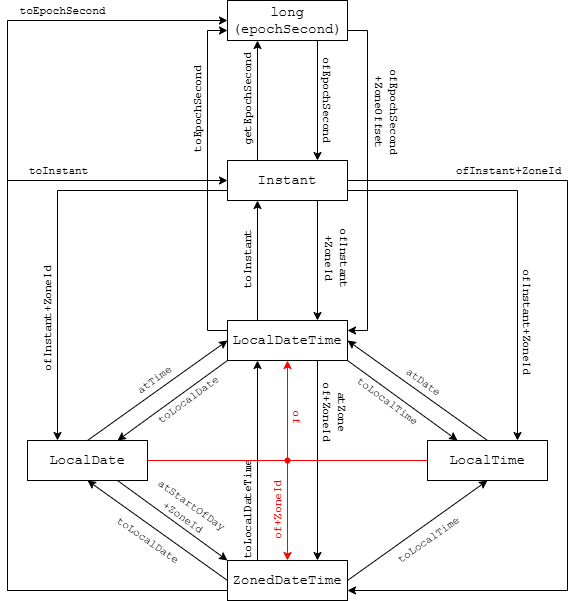 toEpochSecond
long
(epochSecond)
toEpochSecond
getEpochSecond
ofEpochSecond
ofEpochSecond
+ZoneOffset
toInstant
Instant
ofInstant+ZoneId
ofInstant+ZoneId
toInstant
ofInstant
+ZoneId
ofInstant+ZoneId
LocalDateTime
atTime
toLocalDate
of
atZone
of+ZoneId
toLocalTime
atDate
LocalDate
LocalTime
atStartOfDay
+ZoneId
toLocalDate
toLocalDateTime
of+ZoneId
toLocalTime
ZonedDateTime